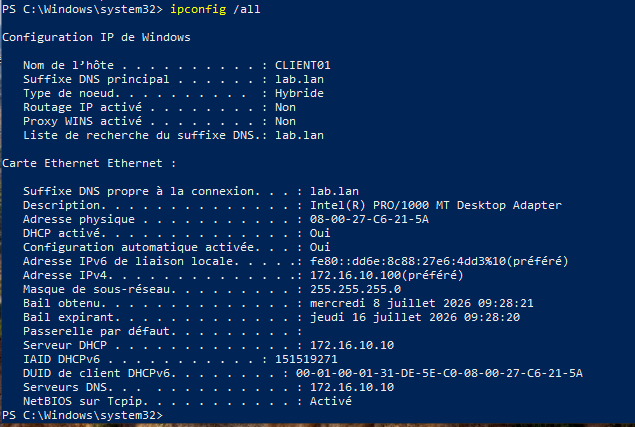 PS C:\Windows\system32> ipconfig /all
Configuration IP de Windows
Nom de l’hôte . . . . . . . . . . : CLIENT01
Suffixe DNS principal . . . . . . : lab.lan
Type de noeud. . . . . . . . . . : Hybride
Routage IP activé . . . . . . . . : Non
Proxy WINS activé . . . . . . . . : Non
Liste de recherche du suffixe DNS.: lab.lan
Carte Ethernet Ethernet :
Suffixe DNS propre à la connexion. . . : lab.lan
Description. . . . . . . . . . . . . . : Intel(R) PRO/1000 MT Desktop Adapter
Adresse physique . . . . . . . . . . . : 08-00-27-C6-21-5A
DHCP activé. . . . . . . . . . . . . . : Oui
Configuration automatique activée. . . : Oui
Adresse IPv6 de liaison locale. . . . .: fe80::dd6e:8c88:27e6:4dd3%10(préféré)
Adresse IPv4. . . . . . . . . . . . . .: 172.16.10.100(préféré)
Masque de sous-réseau. . . . . . . . . : 255.255.255.0
Bail obtenu. . . . . . . . . . . . . . : mercredi 8 juillet 2026 09:28:21
Bail expirant. . . . . . . . . . . . . : jeudi 16 juillet 2026 09:28:20
Passerelle par défaut. . . . . . . . . :
Serveur DHCP . . . . . . . . . . . . . : 172.16.10.10
IAID DHCPv6 . . . . . . . . . . . : 151519271
DUID de client DHCPv6. . . . . . . . : 00-01-00-01-31-DE-5E-C0-08-00-27-C6-21-5A
Serveurs DNS. . . . . . . . . . . . . : 172.16.10.10
NetBIOS sur Tcpip. . . . . . . . . . . : Activé
PS C:\Windows\system32>